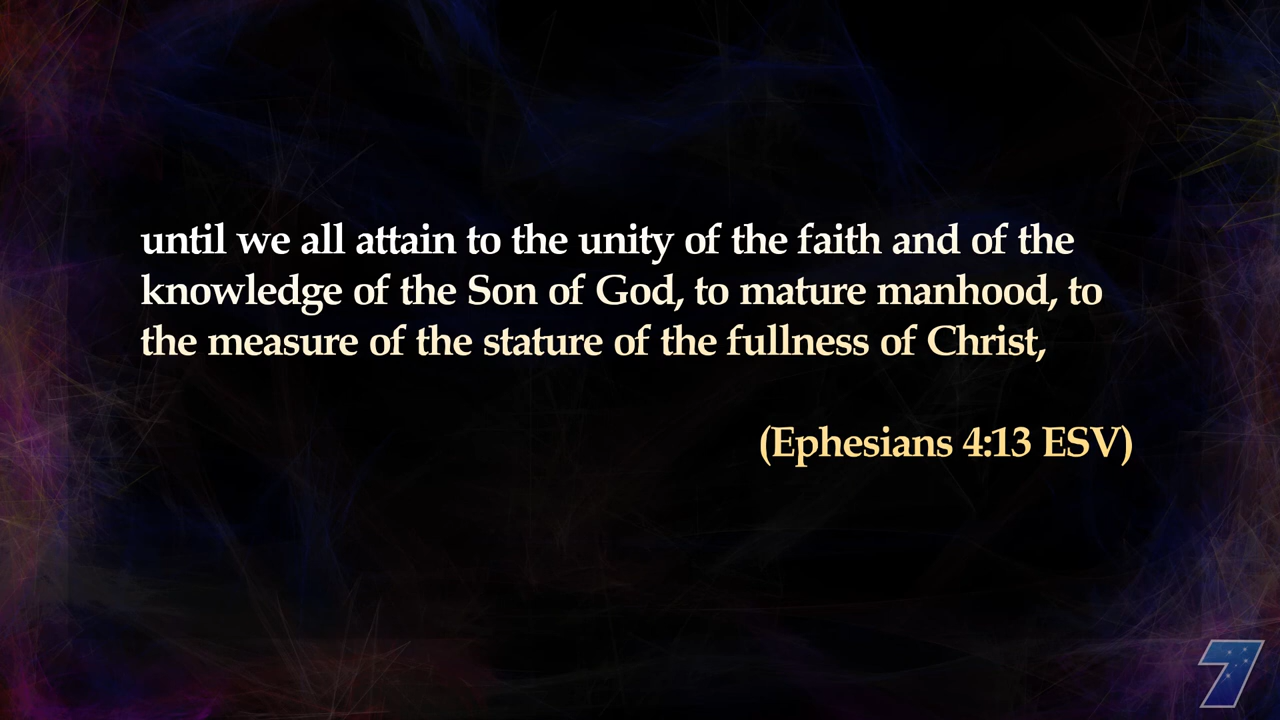 until we all attain to the unity of the faith and of the
knowledge of the Son of God, to mature manhood, to
the measure of the stature of the fullness of Christ,
(Ephesians 4:13 ESV)
7